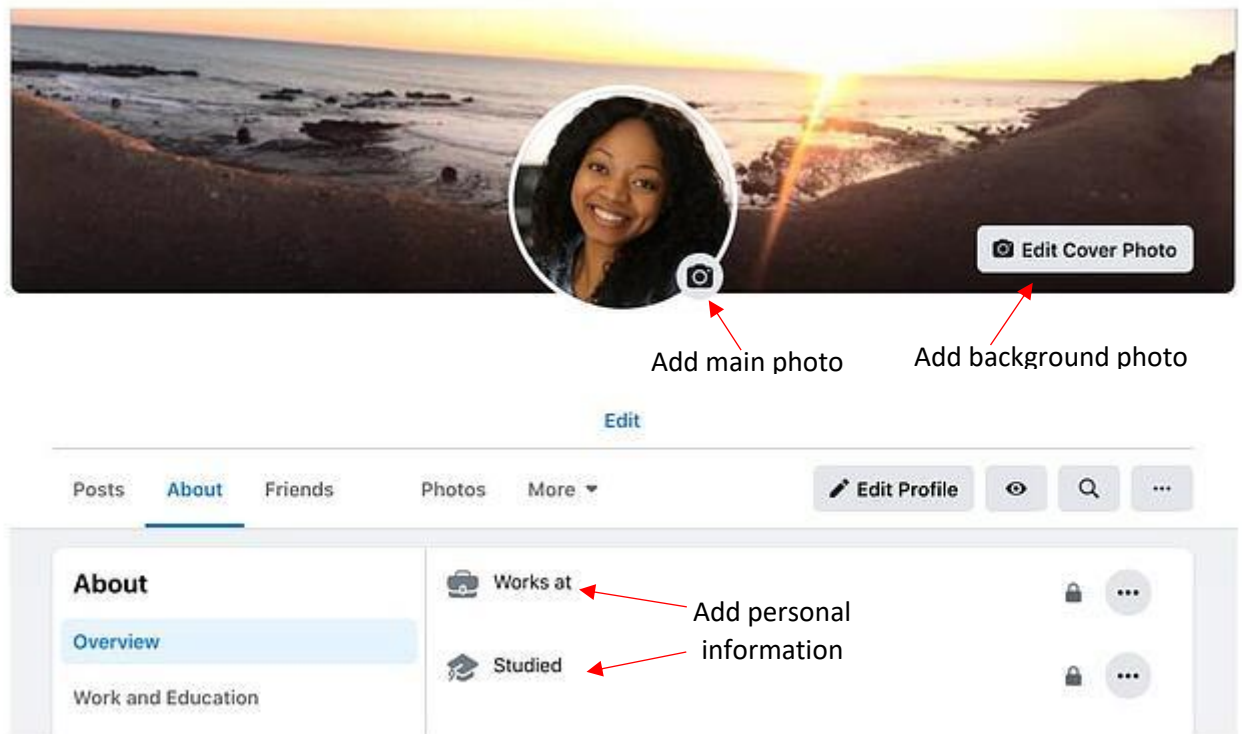 Edit Cover Photo
Add main photo
Add background photo
Edit
Posts About Friends Photos More
Edit Profile
About
Works at
Add personal
information
Overview
Studied
Work and Education